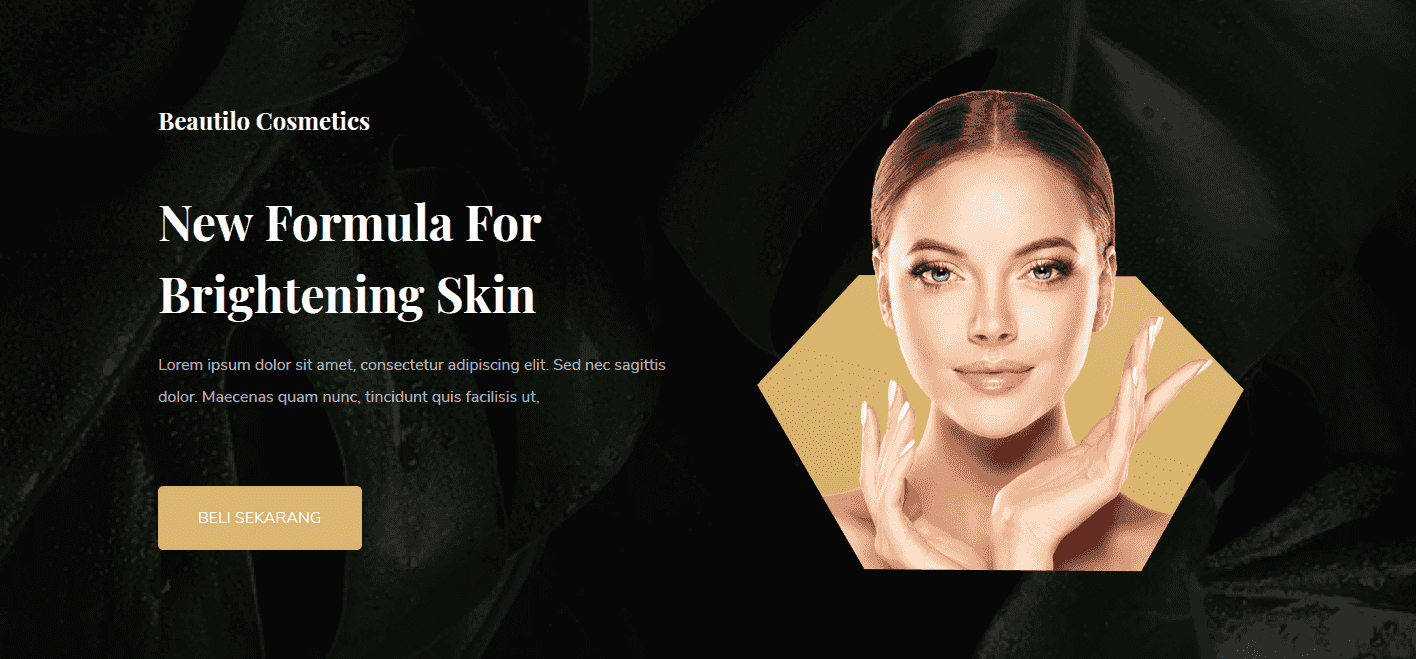 Beautilo Cosmetics
New Formula For
Brightening Skin
Lorem ipsum dolor sit amet, consectetur adipiscing elit. Sed nec sagittis
dolor. Maecenas quam nunc, tincidunt quis facilisis ut,
BELI SEKARANG